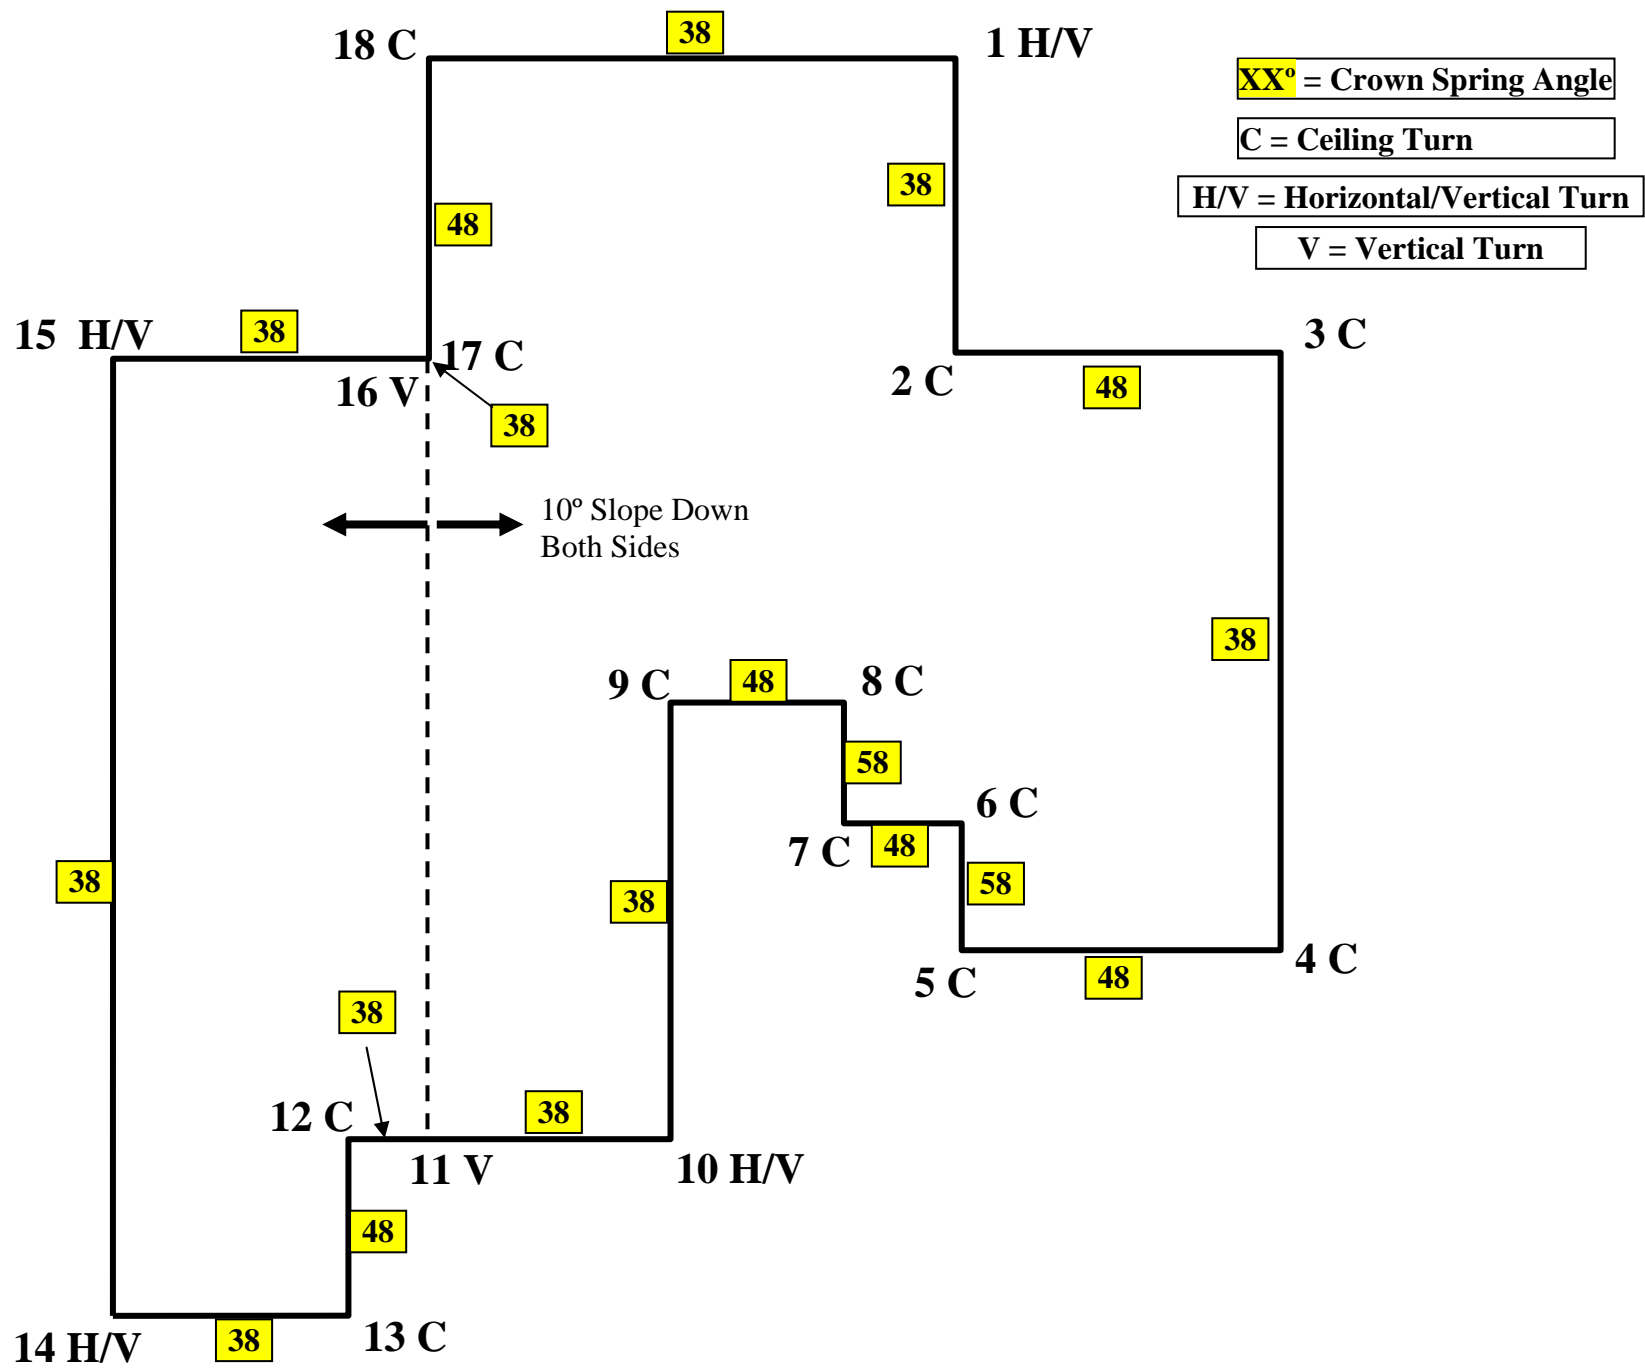 38
18 C
1 H/V
XXº = Crown Spring Angle
C = Ceiling Turn
38
H/V = Horizontal/Vertical Turn
48
V = Vertical Turn
15 H/V
38
17 C
3 C
16 V
2 C
48
38
10º Slope Down
Both Sides
38
9 C
48
8 C
58
6 C
7 C
48
38
38
58
5 C
4 C
48
38
12 C
38
11 V
10 H/V
48
14 H/V
38
13 C